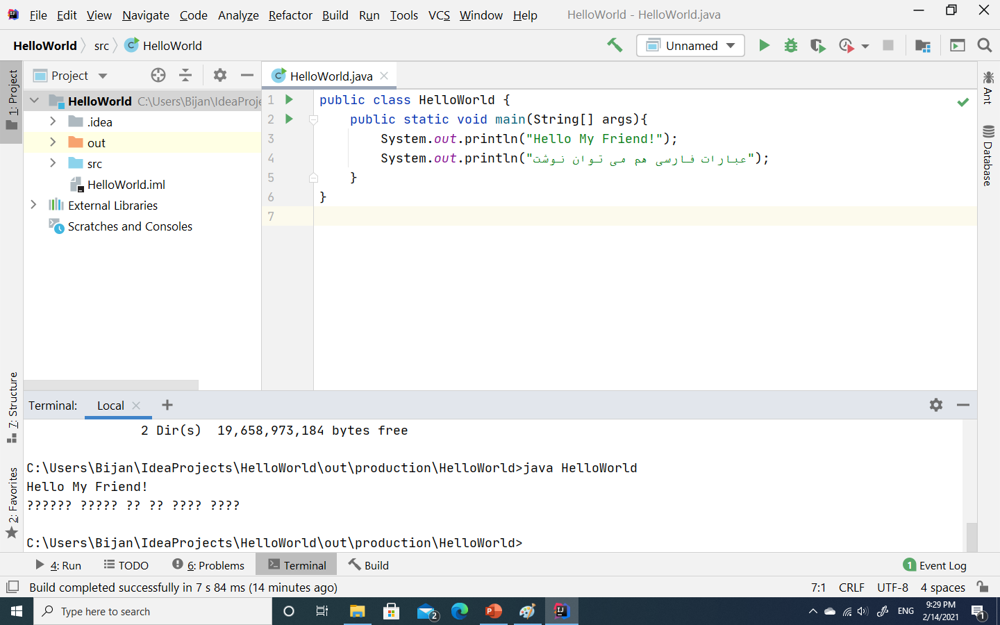 File Edit View Navigate Code Analyze Refactor Build Run Tools VCS Window Help HelloWorld - HelloWorld.java
HelloWorld src HelloWorld Unnamed
1: Project
Project
HelloWorld C:\Users\Bijan\IdeaProje
.idea
out
src
HelloWorld.iml
External Libraries
Scratches and Consoles
HelloWorld.java
1 public class HelloWorld {
2 public static void main(String[] args){
3 System.out.println("Hello My Friend!");
4 System.out.println("عبارات فارسی هم می توان نوشت");
5 }
6 }
7
Ant
Database
7: Structure
2: Favorites
Terminal: Local
2 Dir(s) 19,658,973,184 bytes free
C:\Users\Bijan\IdeaProjects\HelloWorld\out\production\HelloWorld>java HelloWorld
Hello My Friend!
?????? ????? ?? ?? ???? ????
C:\Users\Bijan\IdeaProjects\HelloWorld\out\production\HelloWorld>
4: Run TODO 6: Problems Terminal Build 1 Event Log
Build completed successfully in 7 s 84 ms (14 minutes ago) 7:1 CRLF UTF-8 4 spaces
Type here to search 2 ENG 9:29 PM 1
2/14/2021